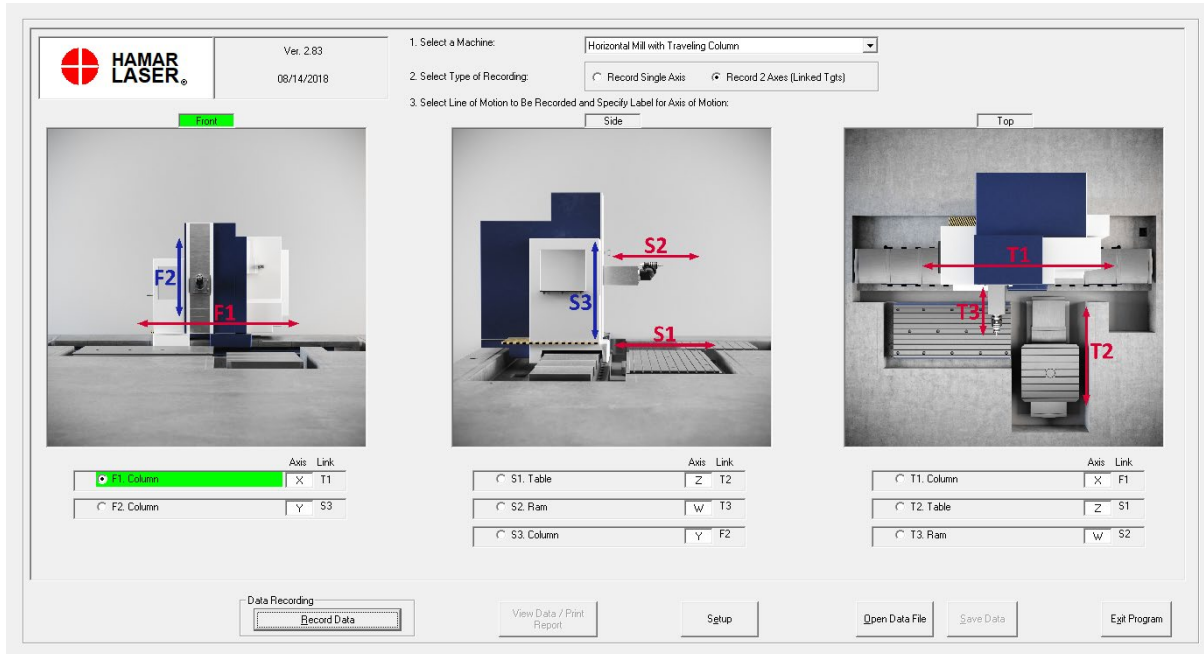 HAMAR
LASER®
Ver. 2.83
08/14/2018
1. Select a Machine:
Horizontal Mill with Traveling Column
2. Select Type of Recording:
Record Single Axis
Record 2 Axes (Linked Tgts)
3. Select Line of Motion to Be Recorded and Specify Label for Axis of Motion:
Front
F2
F1
Axis Link
F1. Column X T1
F2. Column Y S3
Side
S2
S3
S1
Axis Link
S1. Table Z T2
S2. Ram W T3
S3. Column Y F2
Top
T1
T3
T2
Axis Link
T1. Column X F1
T2. Table Z S1
T3. Ram W S2
Data Recording
Record Data
View Data / Print
Report
Setup
Open Data File
Save Data
Exit Program